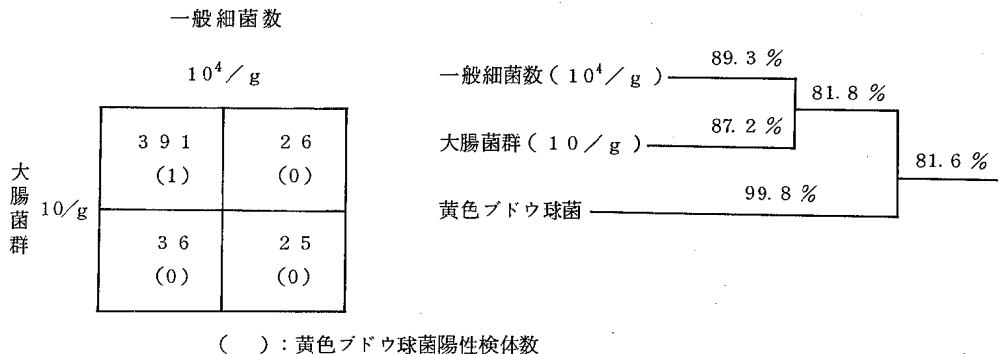 一般細菌数
10⁴/g
大腸菌群
10/g
391
(1)
26
(0)
36
(0)
25
(0)
一般細菌数(10⁴/g)
89.3%
大腸菌群(10/g)
87.2%
81.8%
黄色ブドウ球菌
99.8%
81.6%
( ):黄色ブドウ球菌陽性検体数